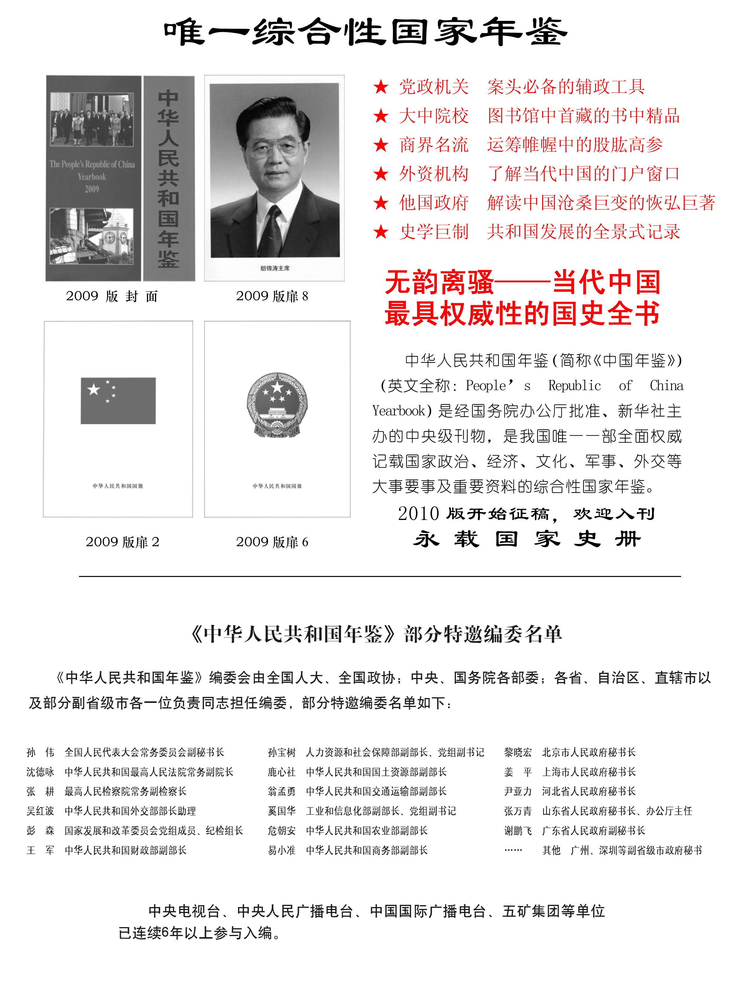 唯一综合性国家年鉴
The People's Republic of China
Yearbook
2009
中华人民共和国年鉴
2009 版 封 面
胡锦涛主席
2009 版扉 8
中华人民共和国国旗
2009 版扉 2
中华人民共和国国徽
2009 版扉 6
★ 党政机关 案头必备的辅政工具
★ 大中院校 图书馆中首藏的书中精品
★ 商界名流 运筹帷幄中的股肱高参
★ 外资机构 了解当代中国的门户窗口
★ 他国政府 解读中国沧桑巨变的恢弘巨著
★ 史学巨制 共和国发展的全景式记录
无韵离骚——当代中国
最具权威性的国史全书
中华人民共和国年鉴(简称《中国年鉴》)
(英文全称: People's Republic of China
Yearbook)是经国务院办公厅批准、新华社主
办的中央级刊物，是我国唯一一部全面权威
记载国家政治、经济、文化、军事、外交等
大事要事及重要资料的综合性国家年鉴。
2010 版开始征稿，欢迎入刊
永 载 国 家 史 册
《中华人民共和国年鉴》部分特邀编委名单
《中华人民共和国年鉴》编委会由全国人大、全国政协；中央、国务院各部委；各省、自治区、直辖市以
及部分副省级市各一位负责同志担任编委，部分特邀编委名单如下：
孙 伟 全国人民代表大会常务委员会副秘书长
沈德咏 中华人民共和国最高人民法院常务副院长
张 耕 最高人民检察院常务副检察长
吴红波 中华人民共和国外交部部长助理
彭 森 国家发展和改革委员会党组成员、纪检组长
王 军 中华人民共和国财政部副部长
孙宝树 人力资源和社会保障部副部长、党组副书记
鹿心社 中华人民共和国国土资源部副部长
翁孟勇 中华人民共和国交通运输部副部长
奚国华 工业和信息化部副部长、党组副书记
危朝安 中华人民共和国农业部副部长
易小准 中华人民共和国商务部副部长
黎晓宏 北京市人民政府秘书长
姜 平 上海市人民政府秘书长
尹亚力 河北省人民政府秘书长
张万青 山东省人民政府秘书长、办公厅主任
谢鹏飞 广东省人民政府副秘书长
…… 其他 广州、深圳等副省级市政府秘书
中央电视台、中央人民广播电台、中国国际广播电台、五矿集团等单位
已连续6年以上参与入编。